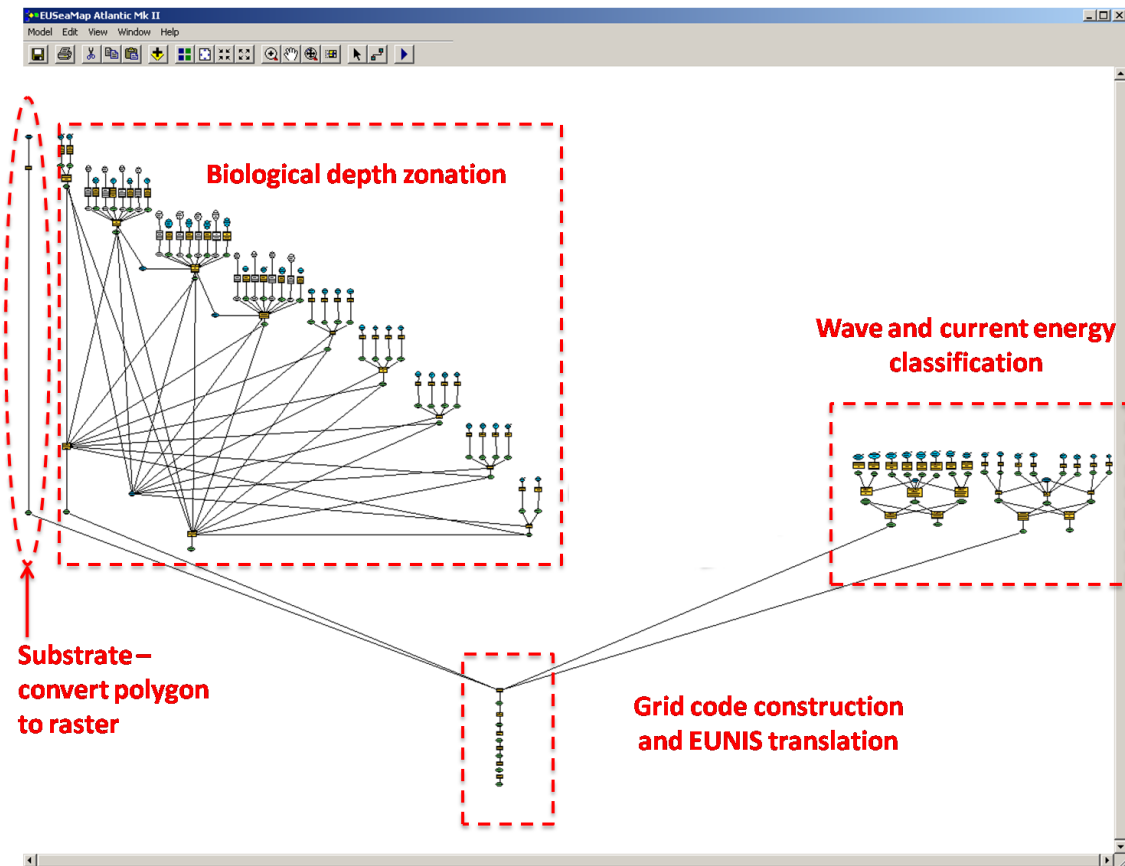 EUSeaMap Atlantic Mk II
Model Edit View Window Help
Biological depth zonation
Wave and current energy
classification
Substrate –
convert polygon
to raster
Grid code construction
and EUNIS translation